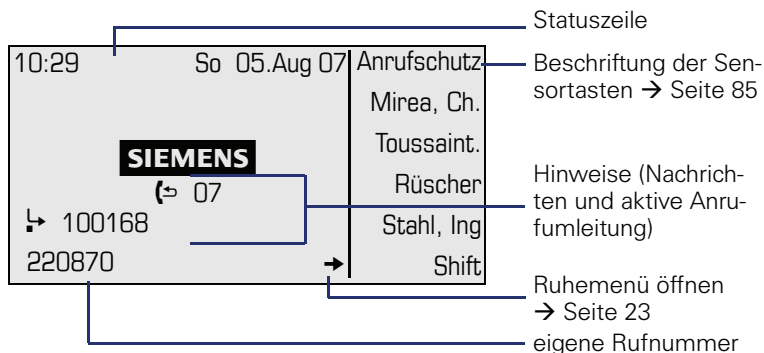 Statuszeile
10:29 So 05.Aug 07 Anrufschutz
Beschriftung der Sen-
sortasten → Seite 85
Mirea, Ch.
Toussaint.
SIEMENS
07 Rüscher
Hinweise (Nachrich-
ten und aktive Anru-
fumleitung)
100168 Stahl, Ing
220870 → Shift
Ruhemenü öffnen
→ Seite 23
eigene Rufnummer